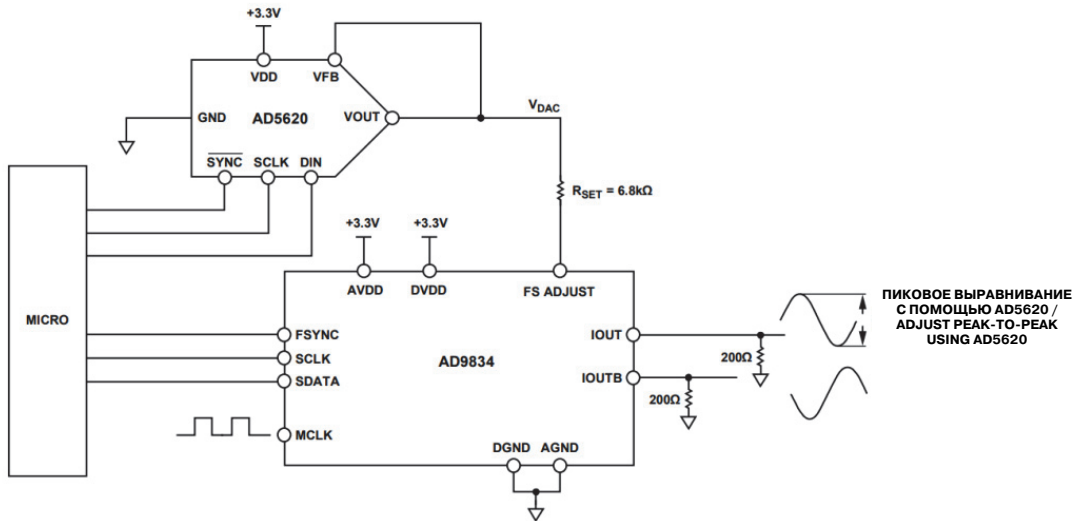 +3.3V
VDD
VFB
GND
AD5620
VOUT
V_DAC
SYNC SCLK DIN
R_SET = 6.8kΩ
+3.3V
+3.3V
AVDD
DVDD
FS ADJUST
MICRO
FSYNC
SCLK
SDATA
MCLK
AD9834
IOUT
IOUTB
200Ω
200Ω
DGND AGND
ПИКОВОЕ ВЫРАВНИВАНИЕ
С ПОМОЩЬЮ AD5620 /
ADJUST PEAK-TO-PEAK
USING AD5620